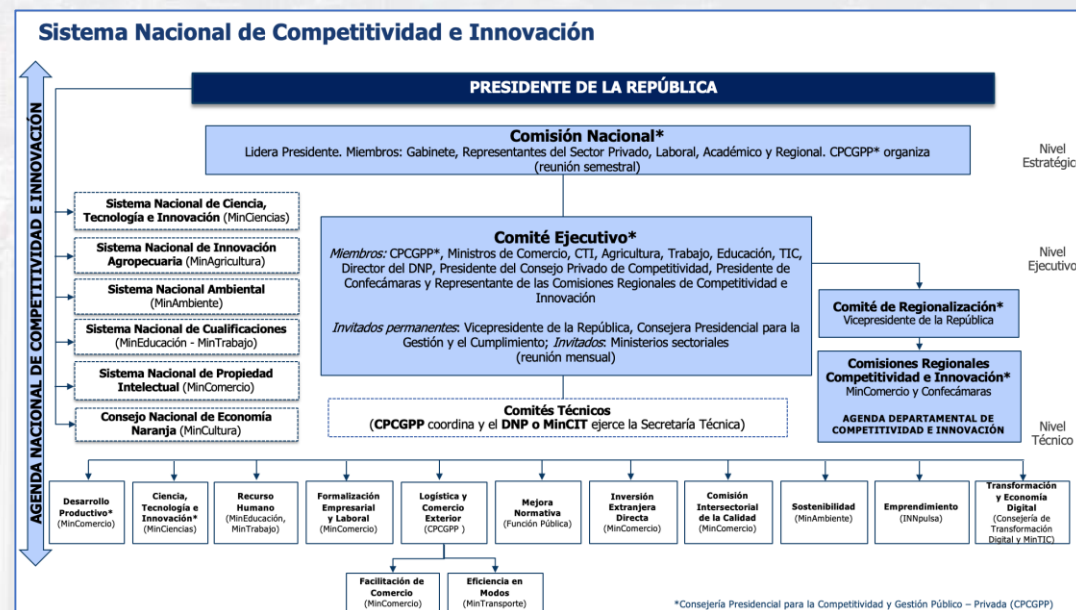 Sistema Nacional de Competitividad e Innovación
AGENDA NACIONAL DE COMPETITIVIDAD E INNOVACIÓN
PRESIDENTE DE LA REPÚBLICA
Comisión Nacional*
Lidera Presidente. Miembros: Gabinete, Representantes del Sector Privado, Laboral, Académico y Regional. CPCGPP* organiza
(reunión semestral)
Nivel
Estratégico
Sistema Nacional de Ciencia,
Tecnología e Innovación (MinCiencias)
Sistema Nacional de Innovación
Agropecuaria (MinAgricultura)
Sistema Nacional Ambiental
(MinAmbiente)
Sistema Nacional de Cualificaciones
(MinEducación - MinTrabajo)
Sistema Nacional de Propiedad
Intelectual (MinComercio)
Consejo Nacional de Economía
Naranja (MinCultura)
Comité Ejecutivo*
Miembros: CPCGPP*, Ministros de Comercio, CTI, Agricultura, Trabajo, Educación, TIC,
Director del DNP, Presidente del Consejo Privado de Competitividad, Presidente de
Confecámaras y Representante de las Comisiones Regionales de Competitividad e
Innovación
Invitados permanentes: Vicepresidente de la República, Consejera Presidencial para la
Gestión y el Cumplimiento; Invitados: Ministerios sectoriales
(reunión mensual)
Nivel
Ejecutivo
Comité de Regionalización*
Vicepresidente de la República
Comisiones Regionales
Competitividad e Innovación*
MinComercio y Confecámaras
AGENDA DEPARTAMENTAL DE
COMPETITIVIDAD E INNOVACIÓN
Comités Técnicos
(CPCGPP coordina y el DNP o MinCIT ejerce la Secretaría Técnica)
Nivel
Técnico
Desarrollo
Productivo*
(MinComercio)
Ciencia,
Tecnología e
Innovación*
(MinCiencias)
Recurso
Humano
(MinEducación,
MinTrabajo)
Formalización
Empresarial
y Laboral
(MinComercio)
Logística y
Comercio
Exterior
(CPCGPP )
Mejora
Normativa
(Función Pública)
Inversión
Extranjera
Directa
(MinComercio)
Comisión
Intersectorial
de la Calidad
(MinComercio)
Sostenibilidad
(MinAmbiente)
Emprendimiento
(INNpulsa)
Transformación
y Economía
Digital
(Consejería de
Transformación
Digital y MinTIC)
Facilitación de
Comercio
(MinComercio)
Eficiencia en
Modos
(MinTransporte)
*Consejería Presidencial para la Competitividad y Gestión Público – Privada (CPCGPP)